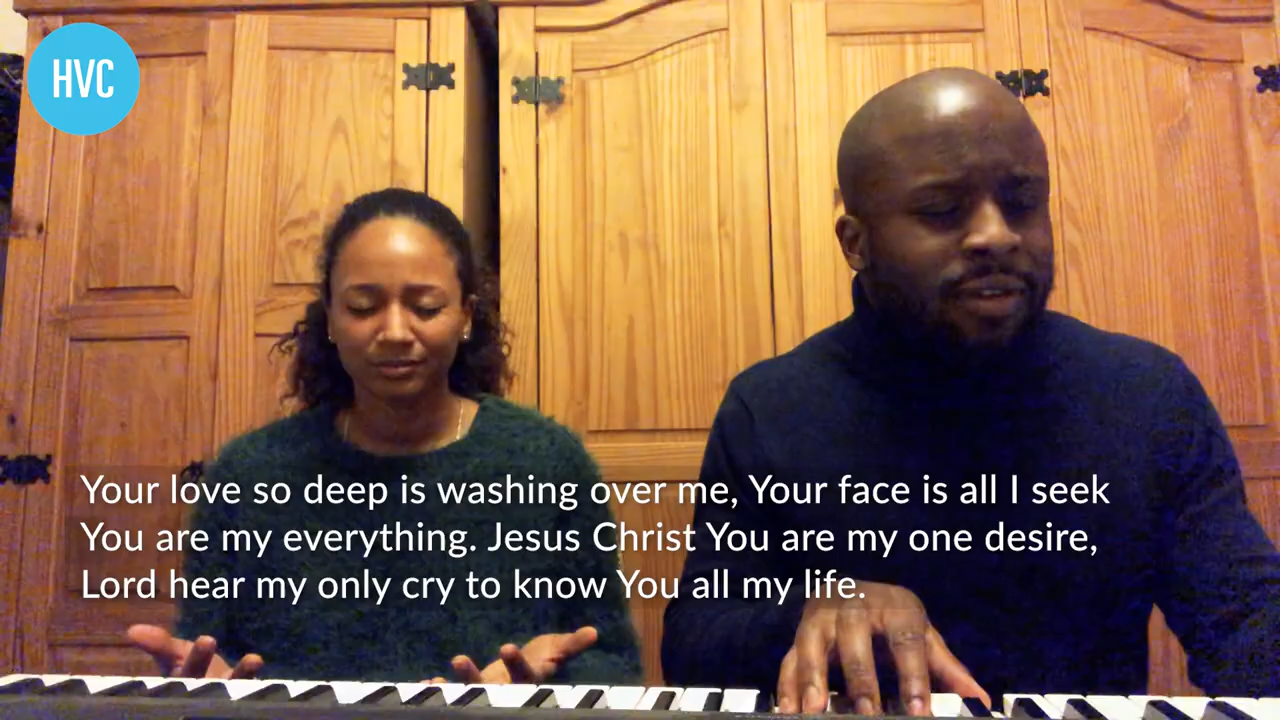 HVC
Your love so deep is washing over me, Your face is all I seek
You are my everything. Jesus Christ You are my one desire,
Lord hear my only cry to know You all my life.